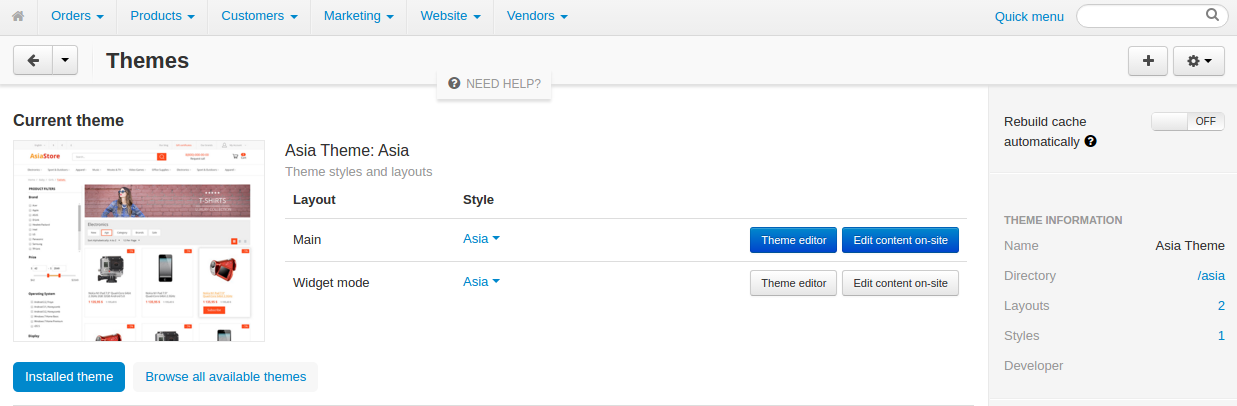 Orders Products Customers Marketing Website Vendors Quick menu
Themes
NEED HELP?
Current theme
AsiaStore
PRODUCT FILTERS
T-SHIRTS
Electronics
Asia Theme: Asia
Theme styles and layouts
Layout Style
Main Asia Theme editor Edit content on-site
Widget mode Asia Theme editor Edit content on-site
Installed theme Browse all available themes
Rebuild cache OFF
automatically
THEME INFORMATION
Name Asia Theme
Directory /asia
Layouts 2
Styles 1
Developer